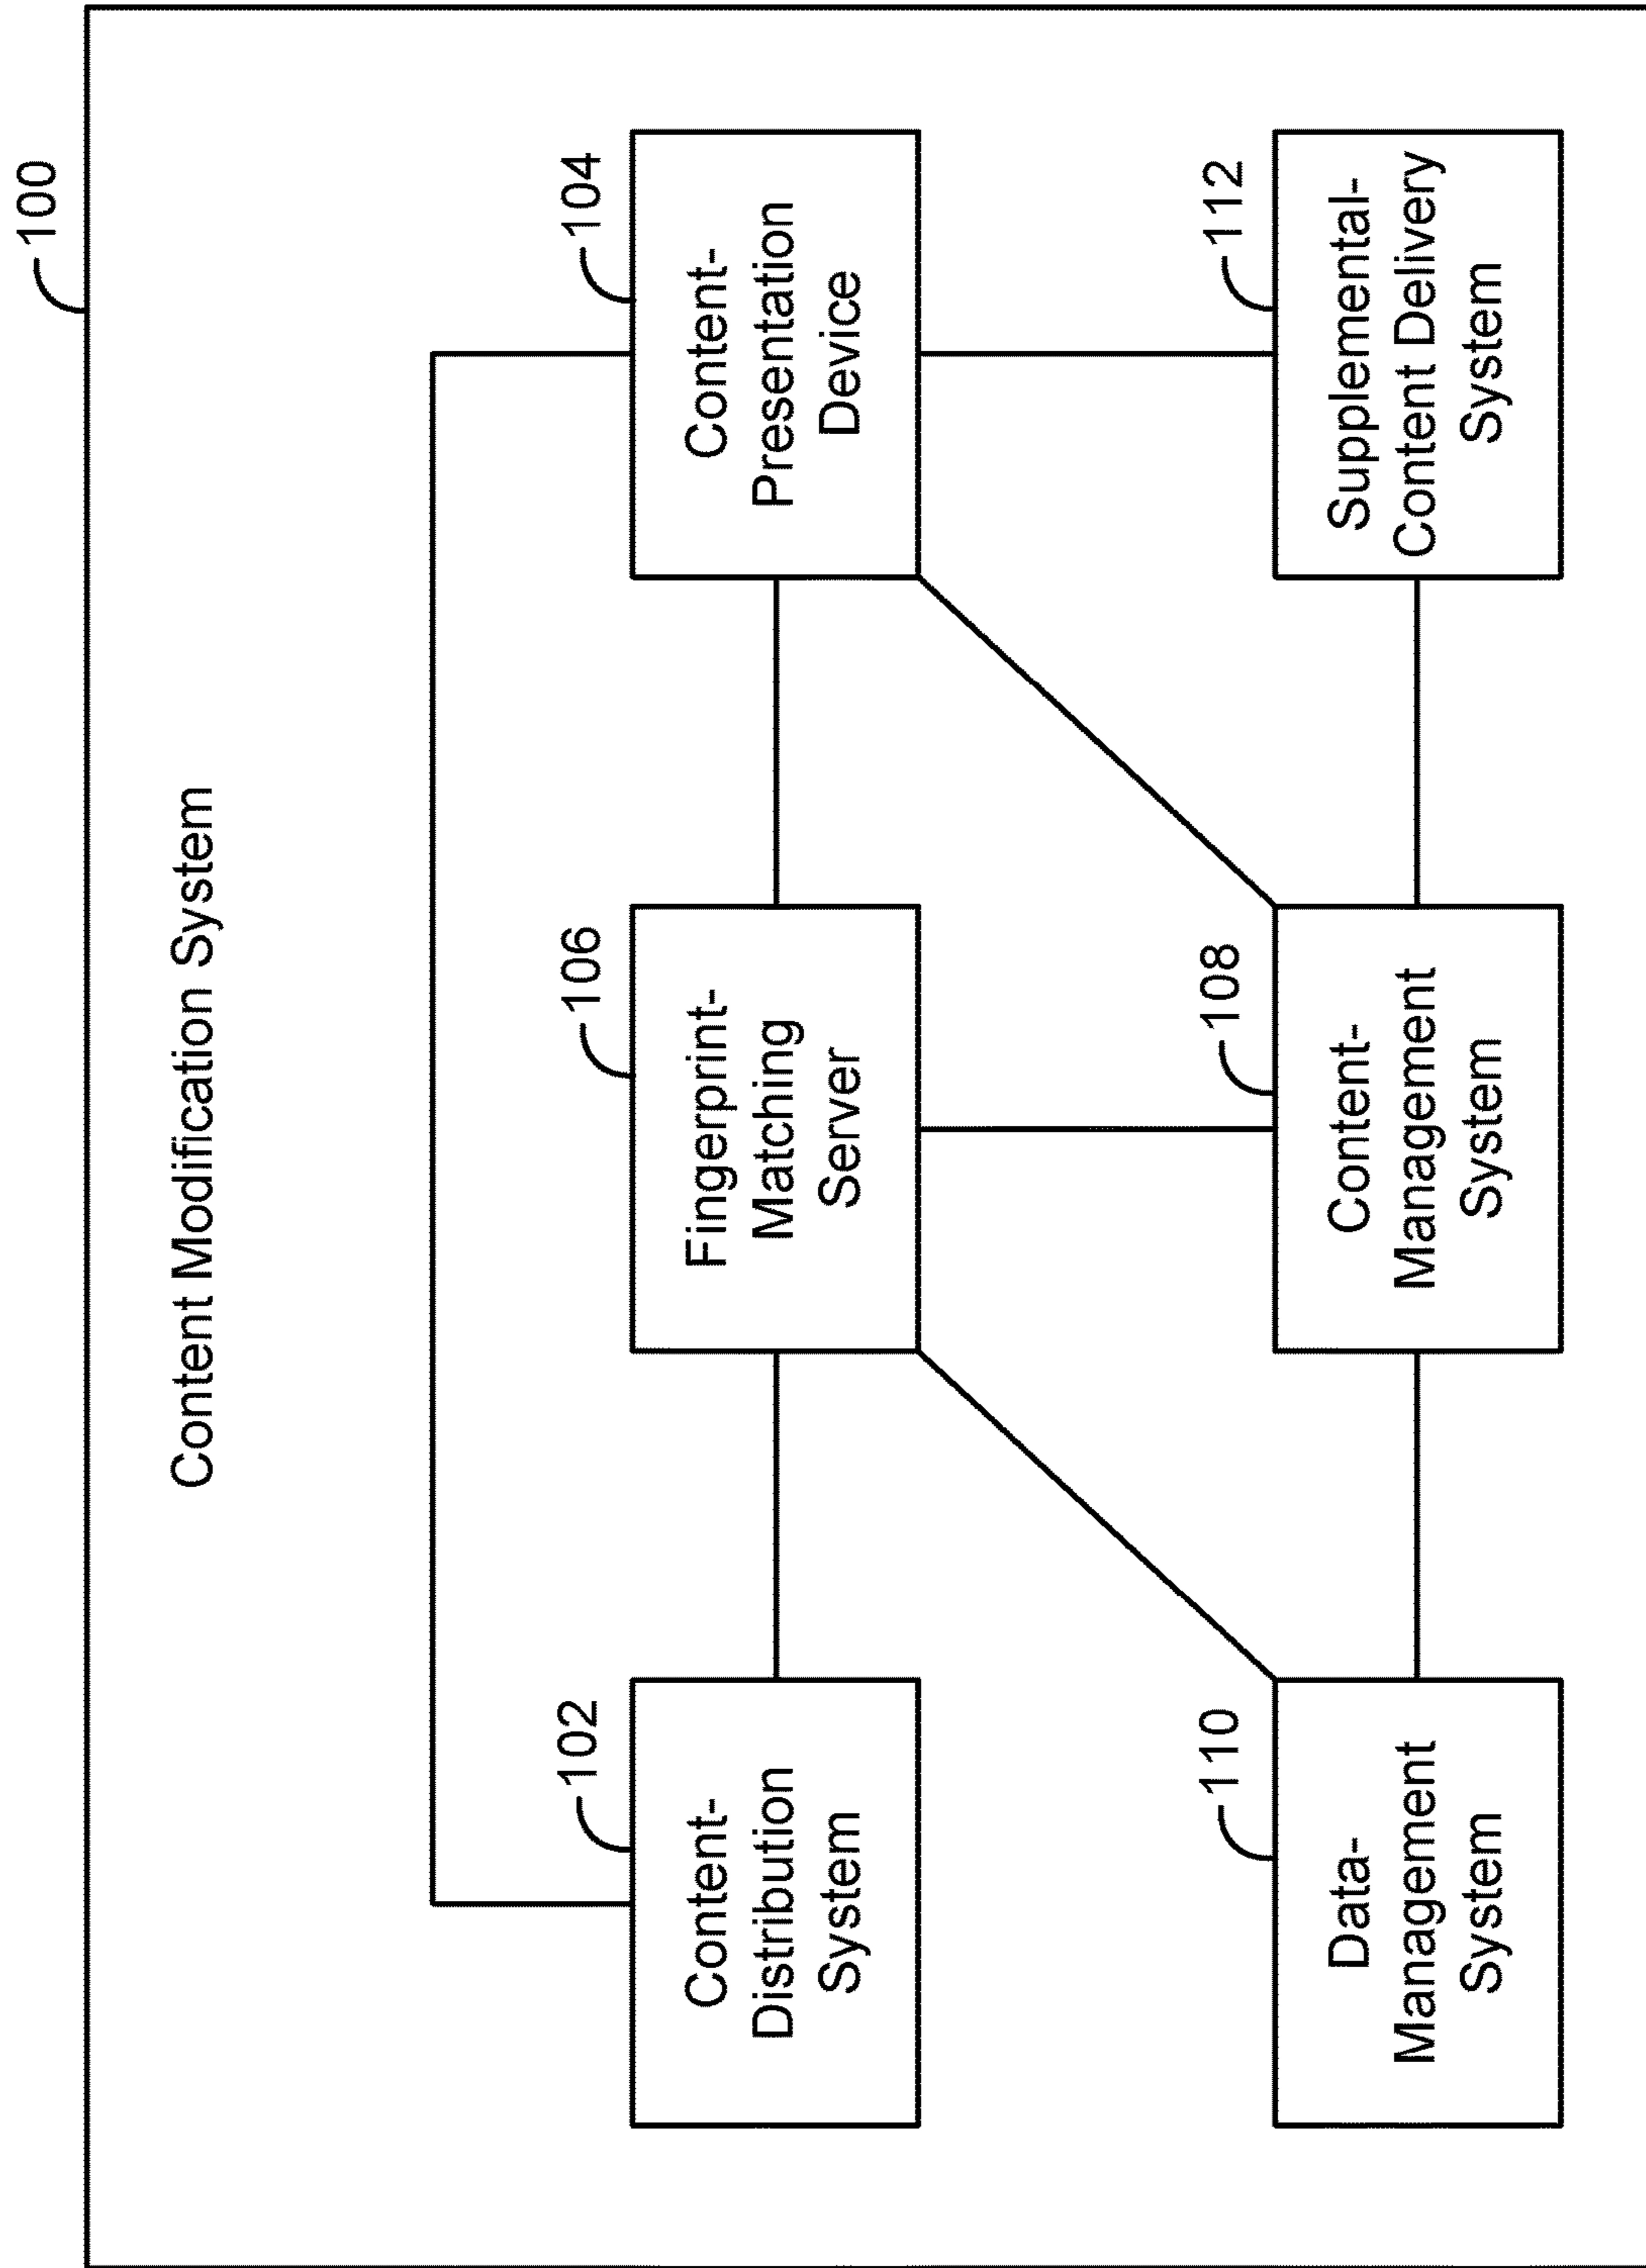 100
Content Modification System
102
Content-
Distribution
System
106
Fingerprint-
Matching
Server
104
Content-
Presentation
Device
110
Data-
Management
System
108
Content-
Management
System
112
Supplemental-
Content Delivery
System